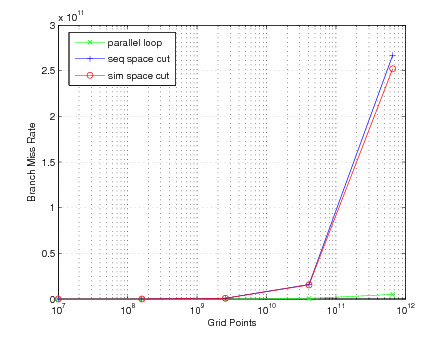 x 10^11
3
parallel loop
seq space cut
sim space cut
2.5
2
1.5
1
0.5
0
Branch Miss Rate
10^7 10^8 10^9 10^10 10^11 10^12
Grid Points